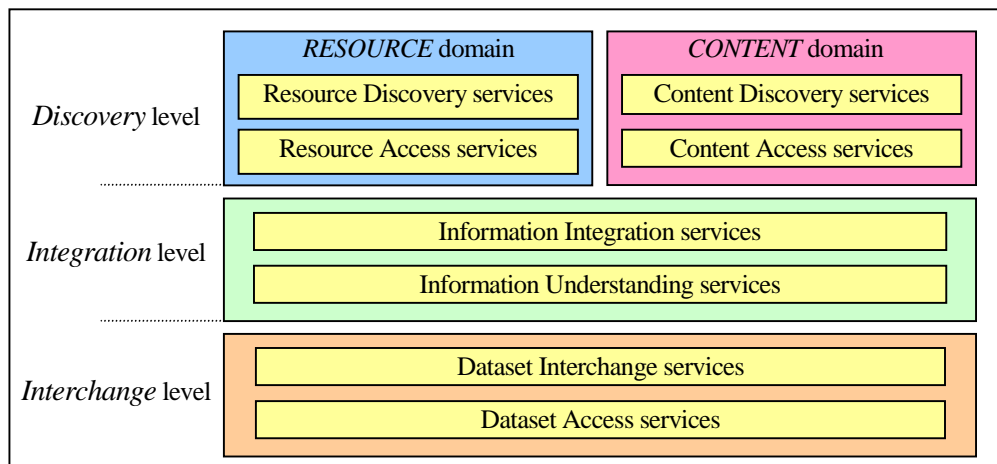 RESOURCE domain
CONTENT domain
Discovery level
Resource Discovery services
Content Discovery services
Resource Access services
Content Access services
Integration level
Information Integration services
Information Understanding services
Interchange level
Dataset Interchange services
Dataset Access services